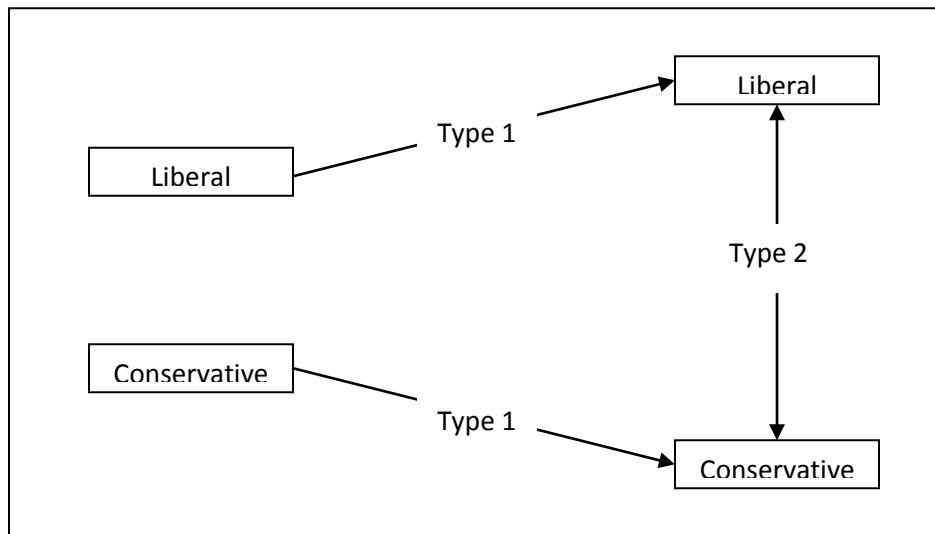 Liberal
Type 1
Liberal
Type 2
Conservative
Type 1
Conservative